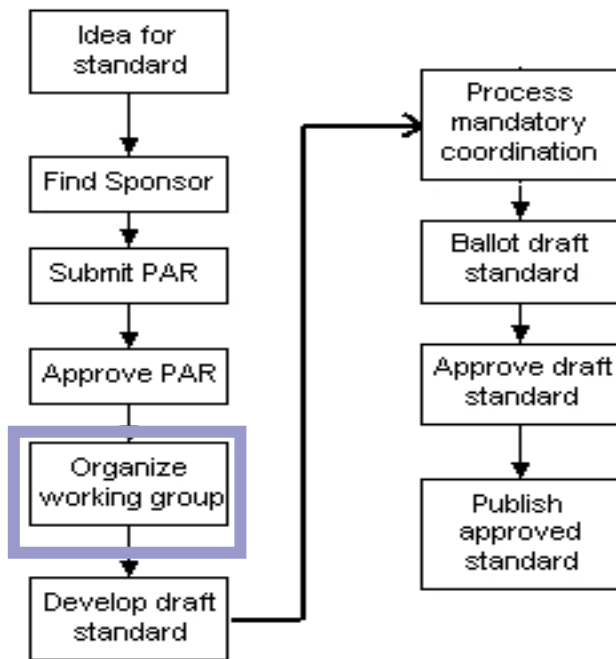 Idea for
standard
Find Sponsor
Submit PAR
Approve PAR
Organize
working group
Develop draft
standard
Process
mandatory
coordination
Ballot draft
standard
Approve draft
standard
Publish
approved
standard